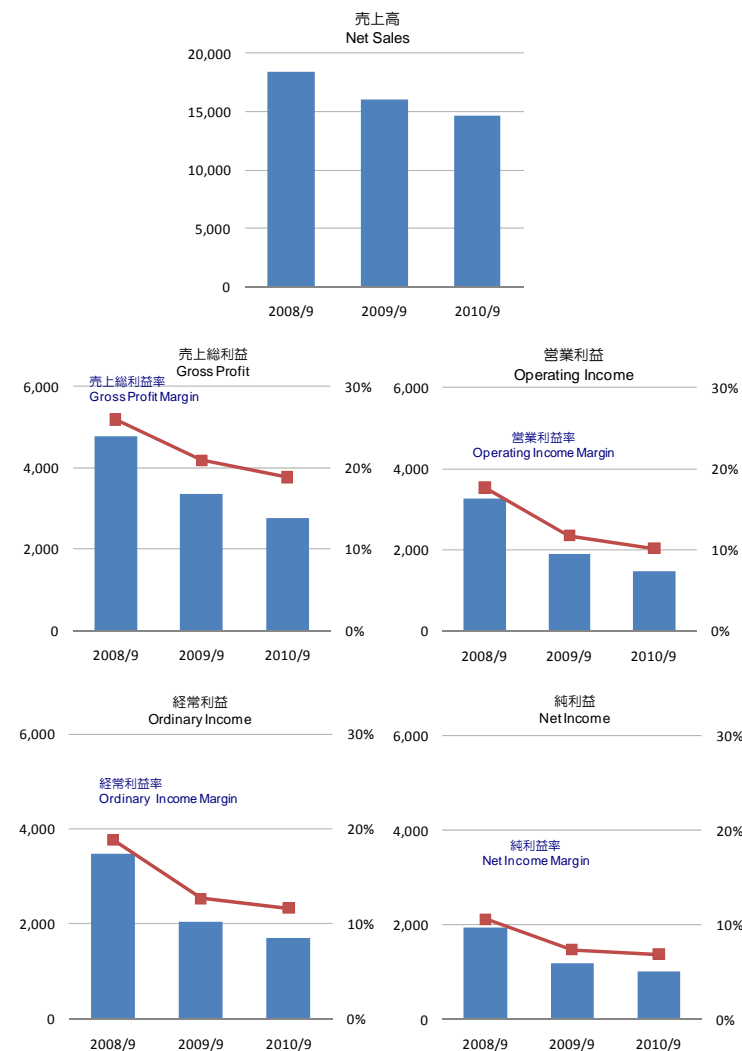 売上高
Net Sales
20,000
15,000
10,000
5,000
0
2008/9 2009/9 2010/9
売上総利益
Gross Profit
売上総利益率
Gross Profit Margin
6,000 30%
4,000 20%
2,000 10%
0 0%
2008/9 2009/9 2010/9
営業利益
Operating Income
6,000 30%
営業利益率
Operating Income Margin
4,000 20%
2,000 10%
0 0%
2008/9 2009/9 2010/9
経常利益
Ordinary Income
6,000 30%
経常利益率
Ordinary Income Margin
4,000 20%
2,000 10%
0 0%
2008/9 2009/9 2010/9
純利益
Net Income
6,000 30%
4,000 20%
純利益率
Net Income Margin
2,000 10%
0 0%
2008/9 2009/9 2010/9